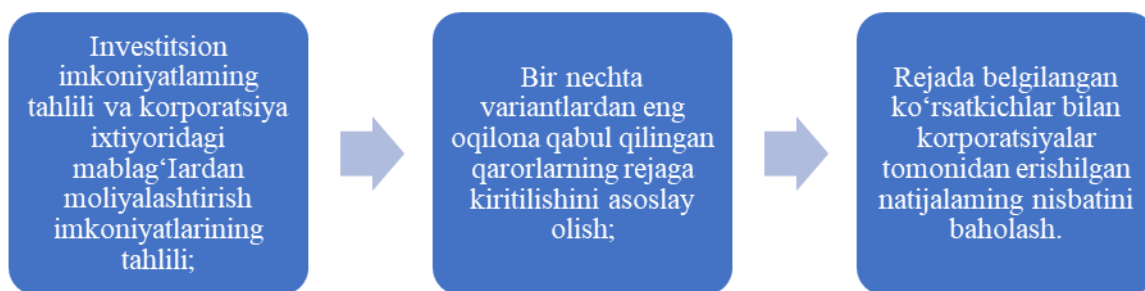 Investitsion
imkoniyatlaming
tahlili va korporatsiya
ixtiyoridagi
mablag‘Iardan
moliyalashtirish
imkoniyatlarining
tahlili;
Bir nechta
variantlardan eng
oqilona qabul qilingan
qarorlarning rejaga
kiritilishini asoslay
olish;
Rejada belgilangan
ko‘rsatkichlar bilan
korporatsiyalar
tomonidan erishilgan
natijalaming nisbatini
baholash.